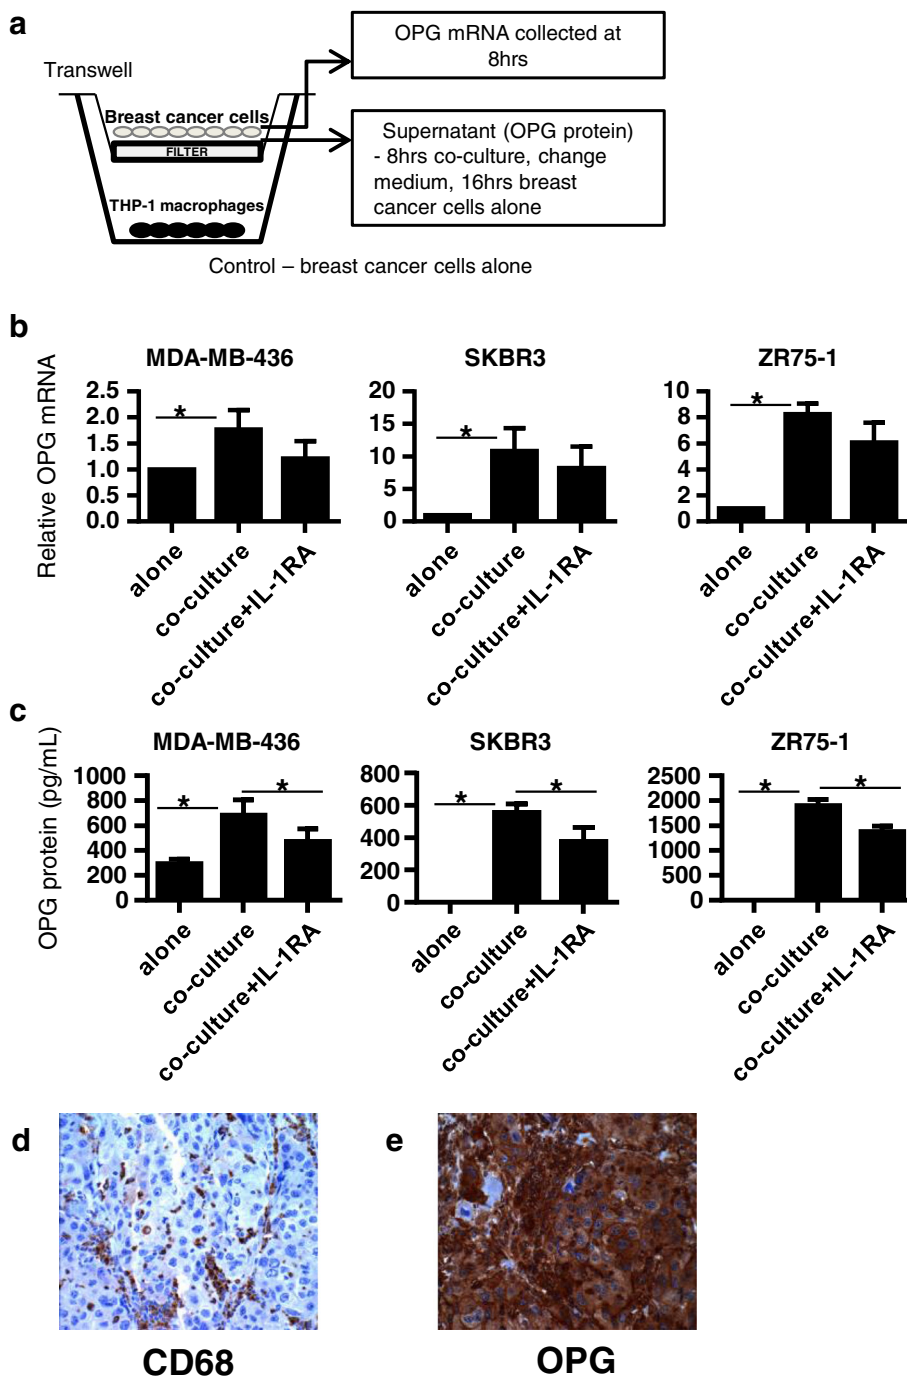 a
OPG mRNA collected at
8hrs
Transwell
Breast cancer cells
FILTER
THP-1 macrophages
Supernatant (OPG protein)
- 8hrs co-culture, change
medium, 16hrs breast
cancer cells alone
Control – breast cancer cells alone
b
MDA-MB-436
SKBR3
ZR75-1
Relative OPG mRNA
2.5
2.0
1.5
1.0
0.5
0.0
*
alone
co-culture
co-culture+IL-1RA
20
15
10
5
0
*
alone
co-culture
co-culture+IL-1RA
10
8
6
4
2
0
*
alone
co-culture
co-culture+IL-1RA
c
MDA-MB-436
SKBR3
ZR75-1
OPG protein (pg/mL)
1000
800
600
400
200
0
*
*
alone
co-culture
co-culture+IL-1RA
800
600
400
200
0
*
*
alone
co-culture
co-culture+IL-1RA
2500
2000
1500
1000
500
0
*
*
alone
co-culture
co-culture+IL-1RA
d
e
CD68
OPG